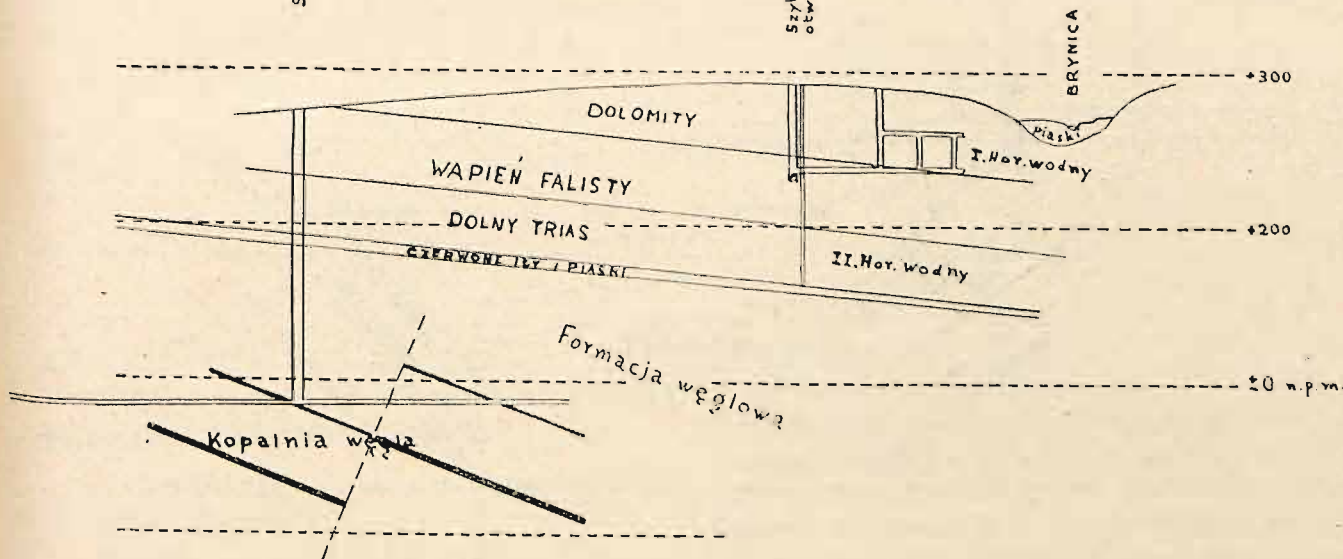 BRYNICA
+300
DOLOMITY
Piaski
I. Hor. wodny
WAPIEŃ FALISTY
DOLNY TRIAS
+200
CZERWONE IŁY I PIASKI
II. Hor. wodny
Formacja węglowa
±0 n.p.m.
Kopalnia węgla